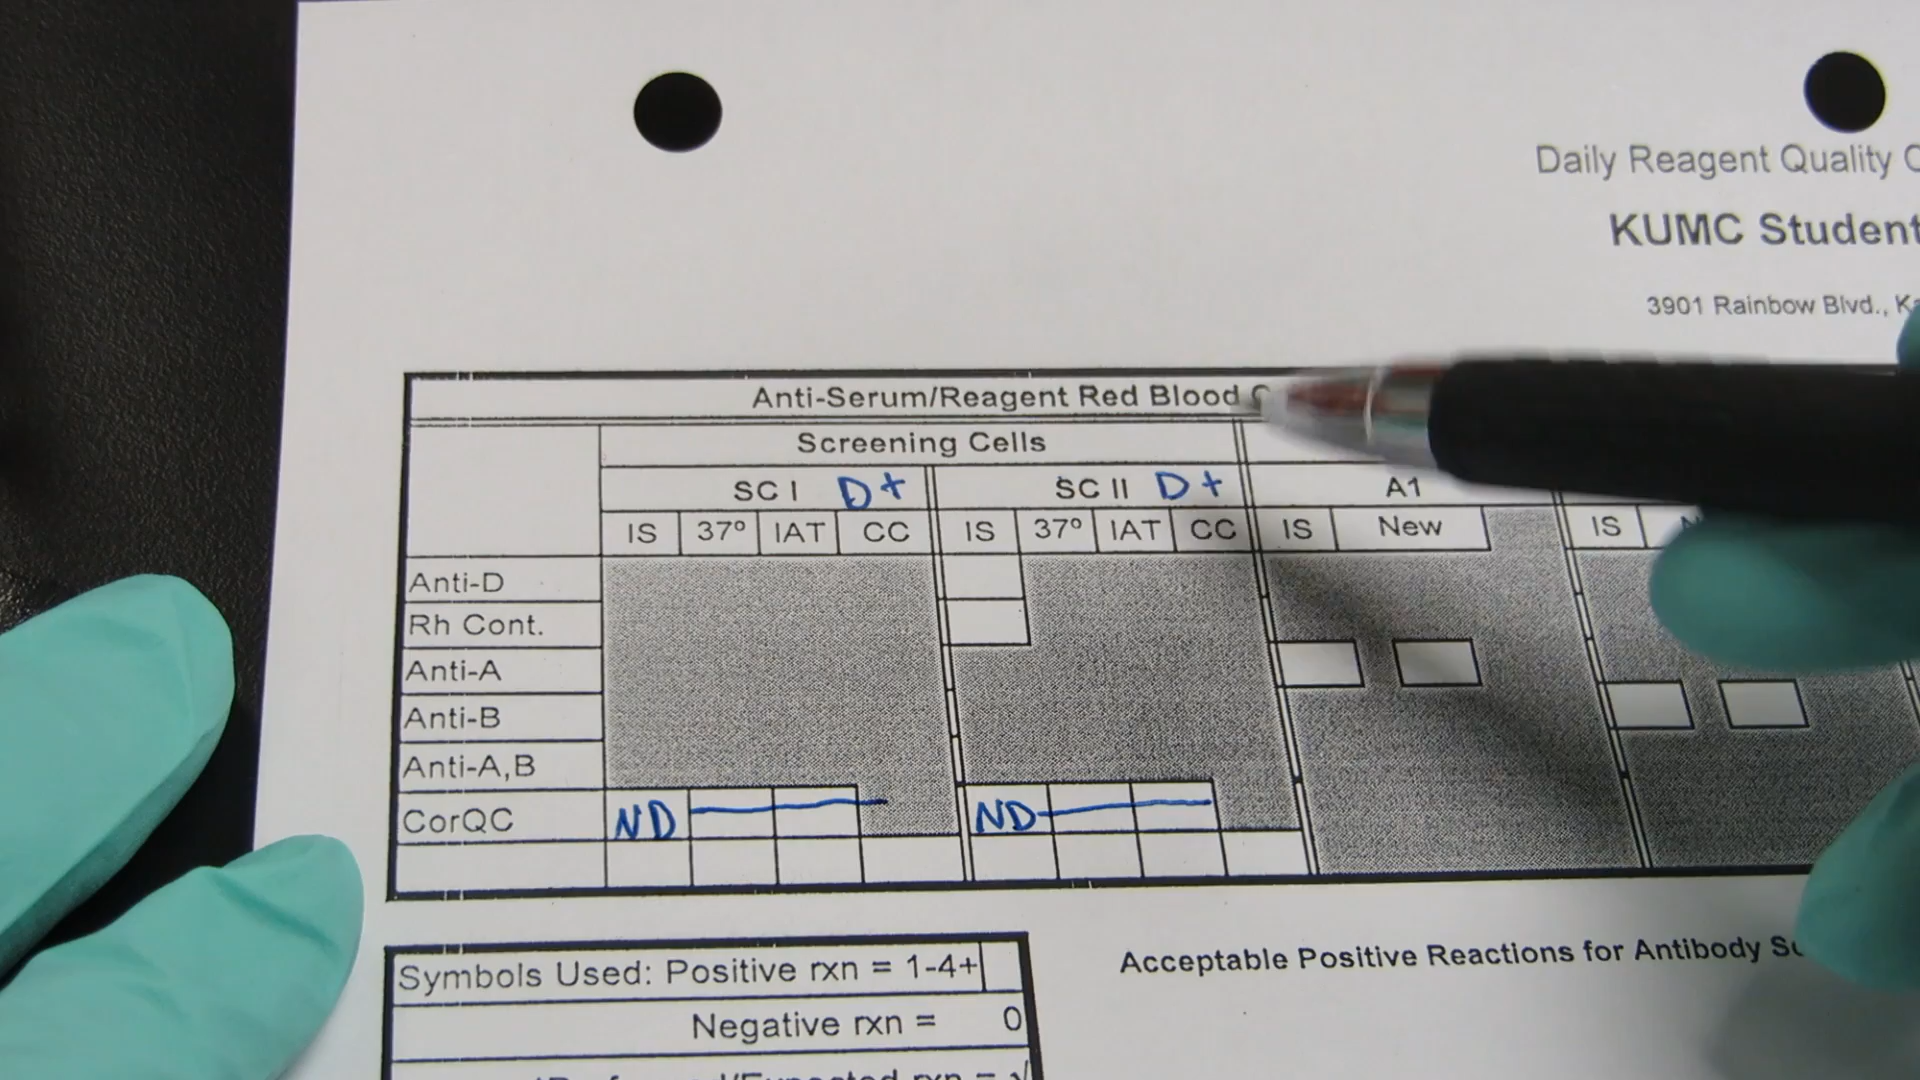 Daily Reagent Quality
KUMC Student
3901 Rainbow Blvd.,
Anti-Serum/Reagent Red Blood
Screening Cells
SC I D+ SC II D+ A1
IS 37º IAT CC IS 37º IAT CC IS New IS
Anti-D
Rh Cont.
Anti-A
Anti-B
Anti-A,B
CorQC ND ND
Symbols Used: Positive rxn = 1-4+
Negative rxn = 0
Acceptable Positive Reactions for Antibody